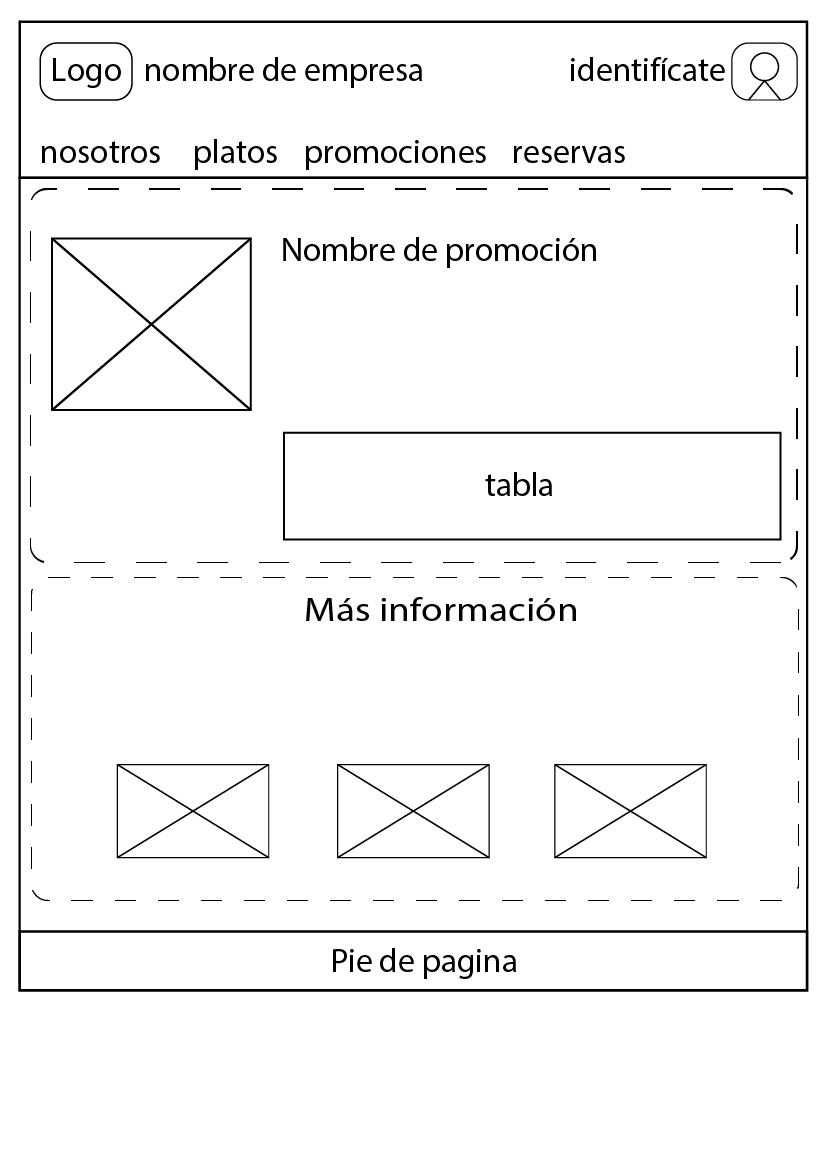 Logo nombre de empresa identifícate
nosotros platos promociones reservas
Nombre de promoción
tabla
Más información
Pie de pagina